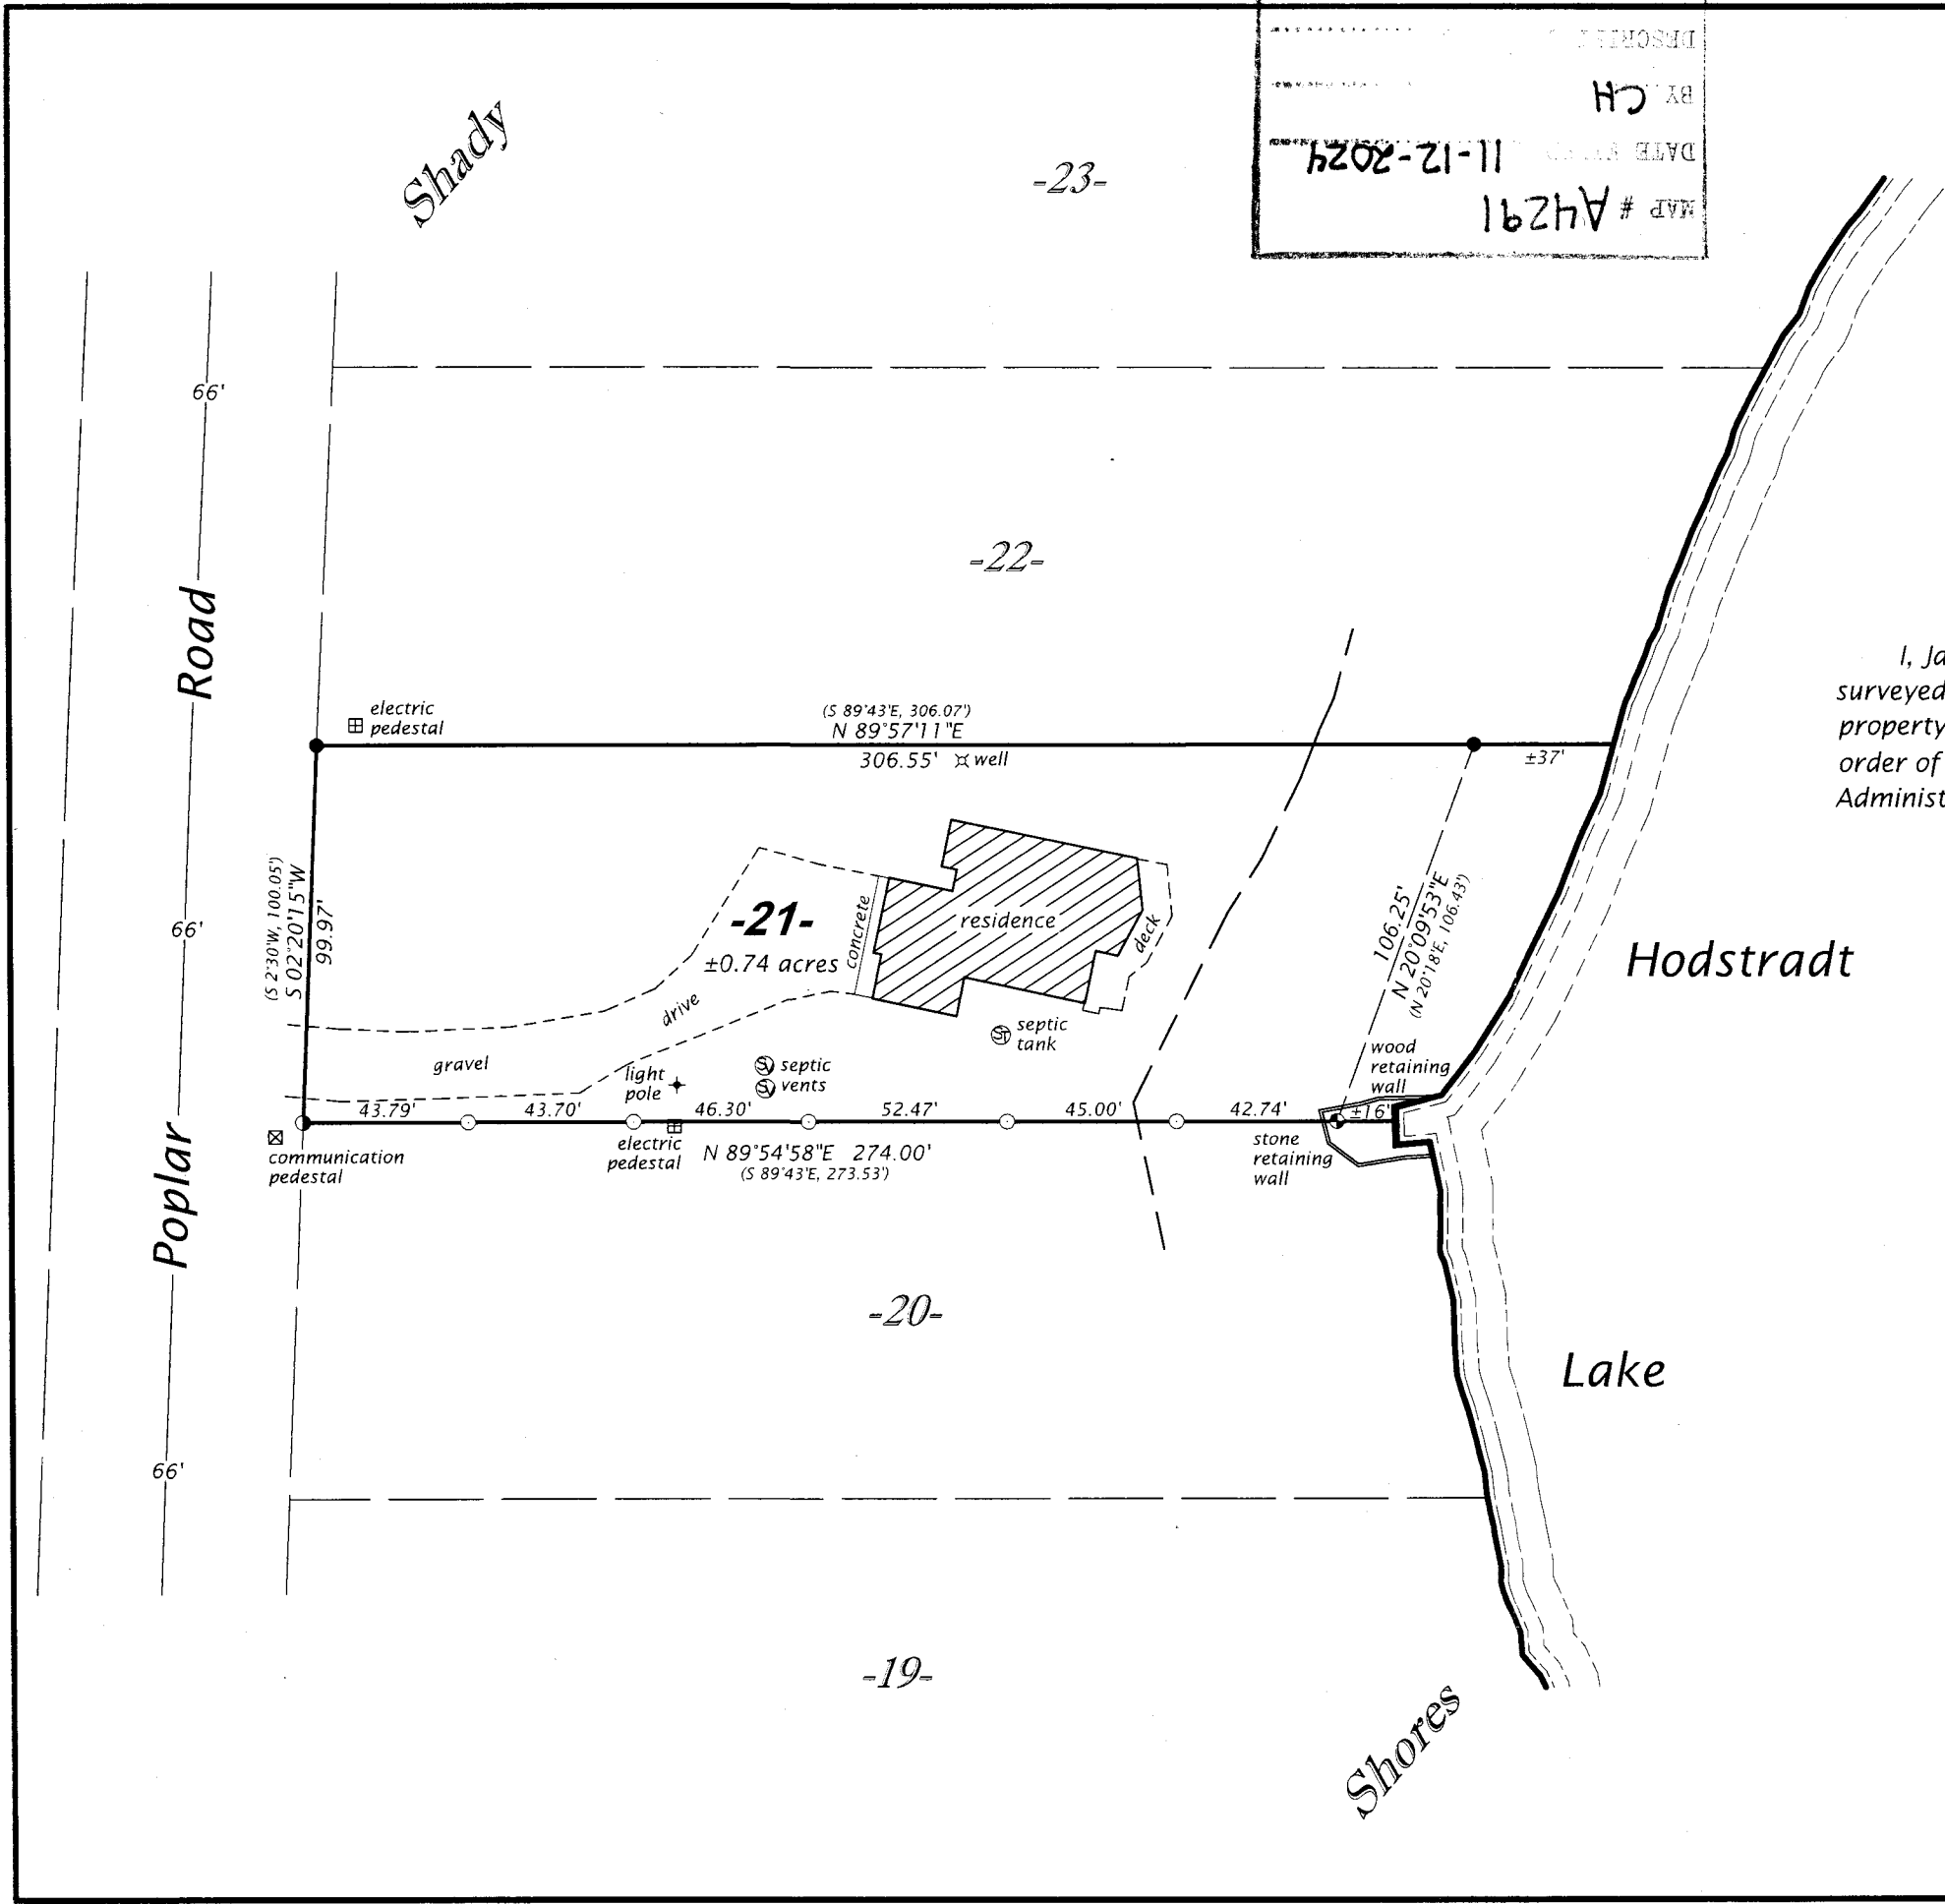 MAP # A4291
DATE 11-12-2024
BY CH
Shady
-23-
66'
-22-
Road
I, Ja
surveyed
property
order of
Administ
electric
pedestal
(S 89°43'E, 306.07')
N 89°57'11"E
306.55'
well
±37'
(S 2°30'W, 100.05')
S 02°20'15"W
99.97'
66'
-21-
±0.74 acres
concrete
residence
deck
106.25'
N 20°09'53"E
(N 20°18'E, 106.43')
Hodstradt
drive
gravel
septic
tank
ST
light
pole
SV
SV
septic
vents
wood
retaining
wall
43.79'
43.70'
46.30'
52.47'
45.00'
42.74'
±16'
communication
pedestal
electric
pedestal
N 89°54'58"E 274.00'
(S 89°43'E, 273.53')
stone
retaining
wall
Poplar
-20-
Lake
66'
-19-
Shores